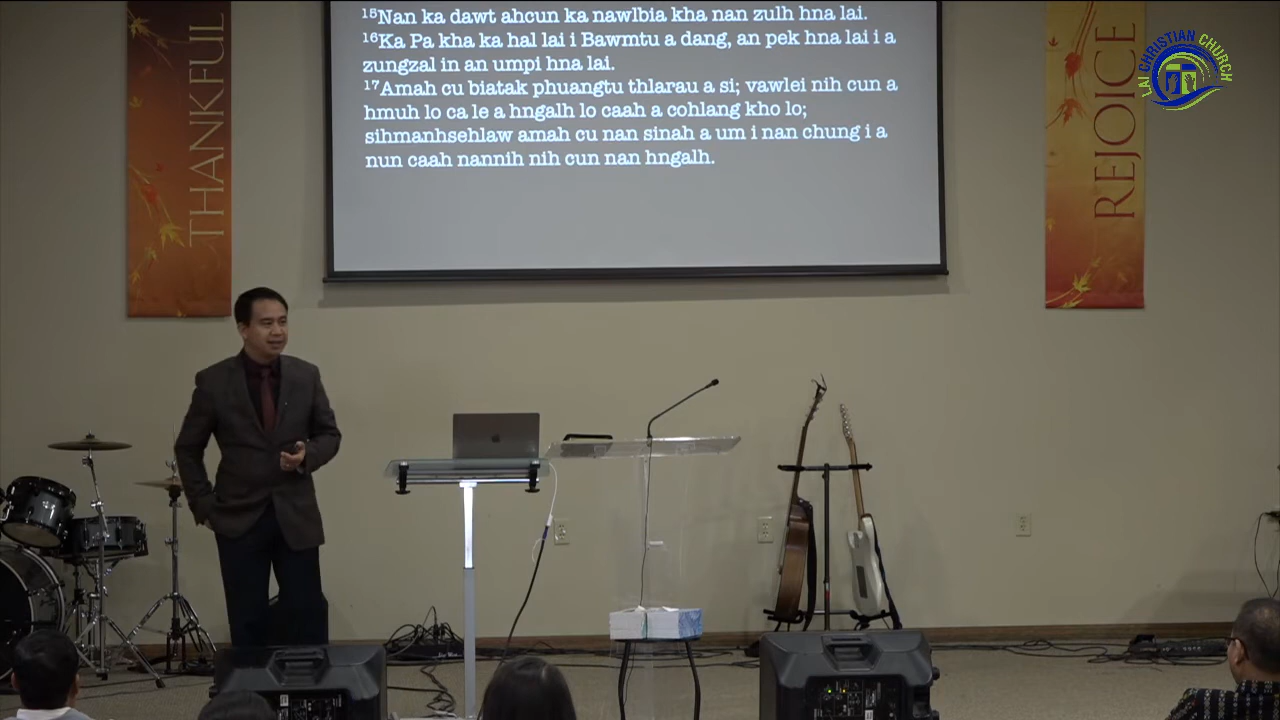 ¹⁵Nan ka dawt ahcun ka nawlbia kha nan zulh hna lai.
¹⁶Ka Pa kha ka hal lai i Bawmtu a dang, an pek hna lai i a
zungzal in an umpi hna lai.
¹⁷Amah cu biatak phuangtu thlarau a si; vawlei nih cun a
hmuh lo ca le a hngalh lo caah a cohlang kho lo;
sihmanhsehlaw amah cu nan sinah a um i nan chung i a
nun caah nannih nih cun nan hngalh.
THANKFUL
REJOICE
LAI CHRISTIAN CHURCH